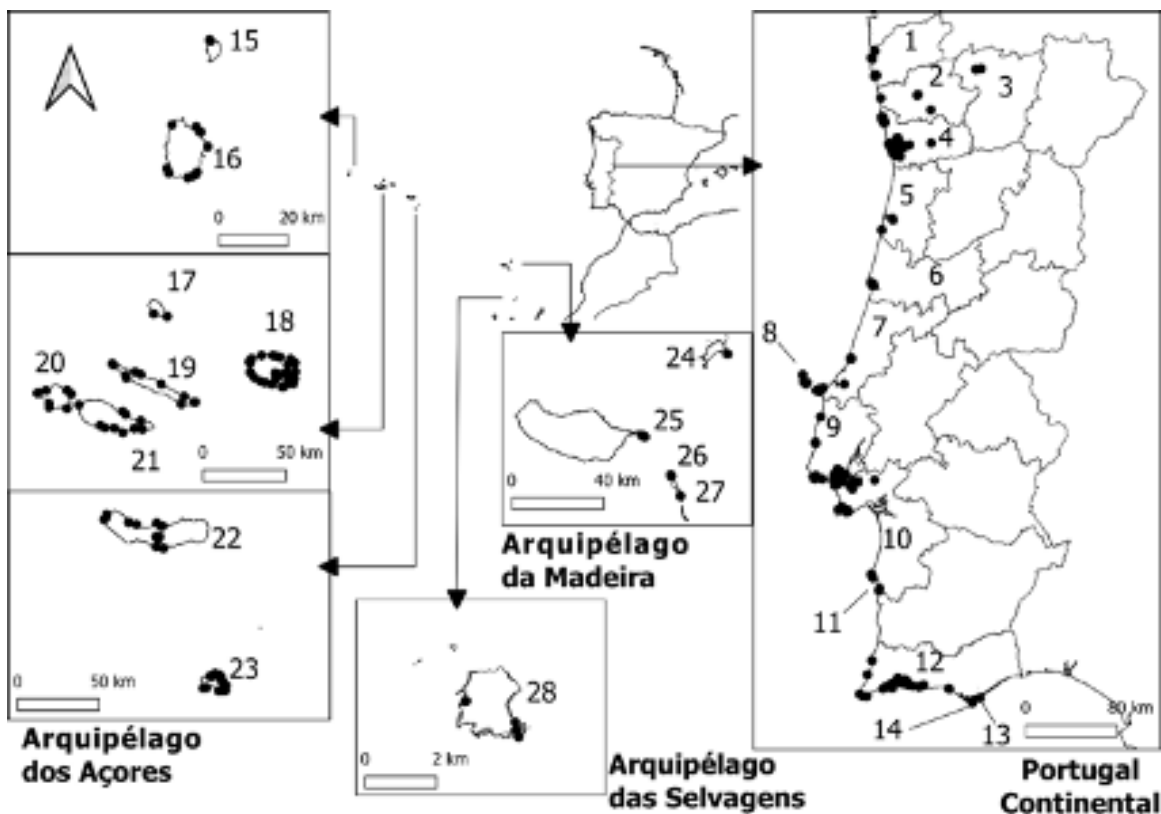 15
16
0 20 km
17
18
19
20
21
0 50 km
22
23
0 50 km
Arquipélago
dos Açores
24
25
26
27
0 40 km
Arquipélago
da Madeira
28
0 2 km
Arquipélago
das Selvagens
1
2
3
4
5
6
7
8
9
10
11
12
13
14
0 80 km
Portugal
Continental